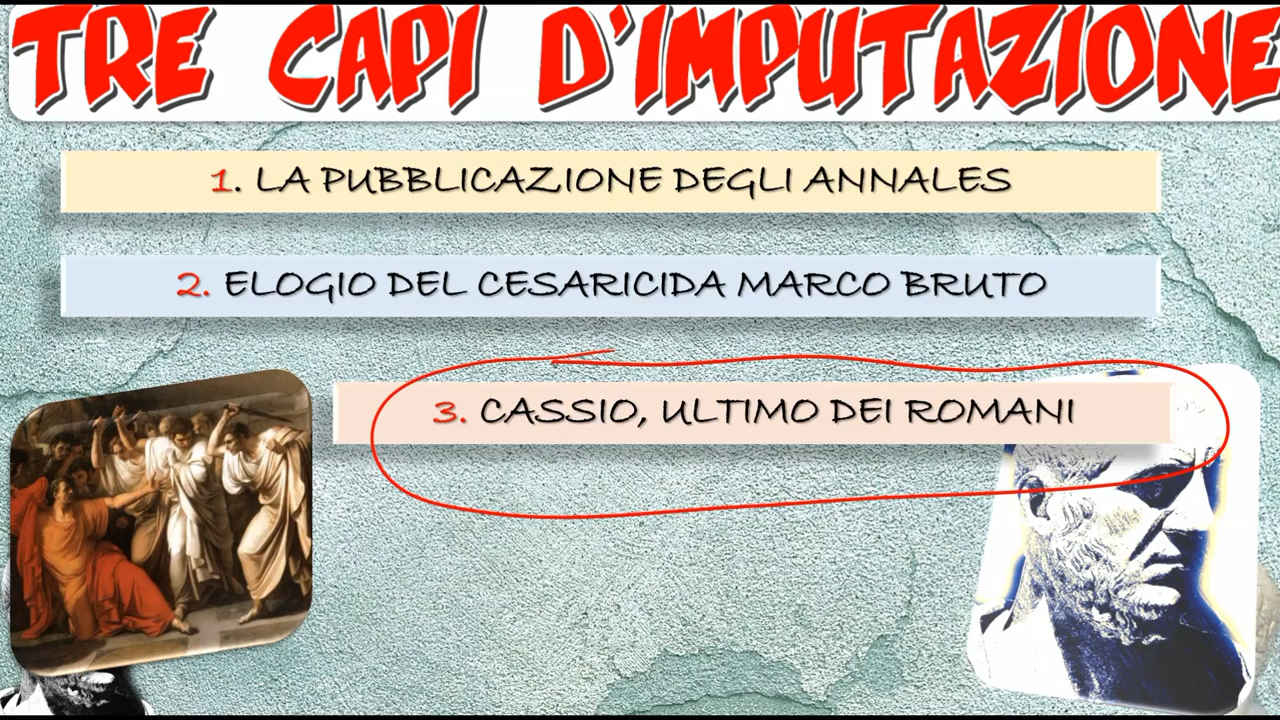 TRE CAPI D'IMPUTAZIONE
1. LA PUBBLICAZIONE DEGLI ANNALES
2. ELOGIO DEL CESARICIDA MARCO BRUTO
3. CASSIO, ULTIMO DEI ROMANI